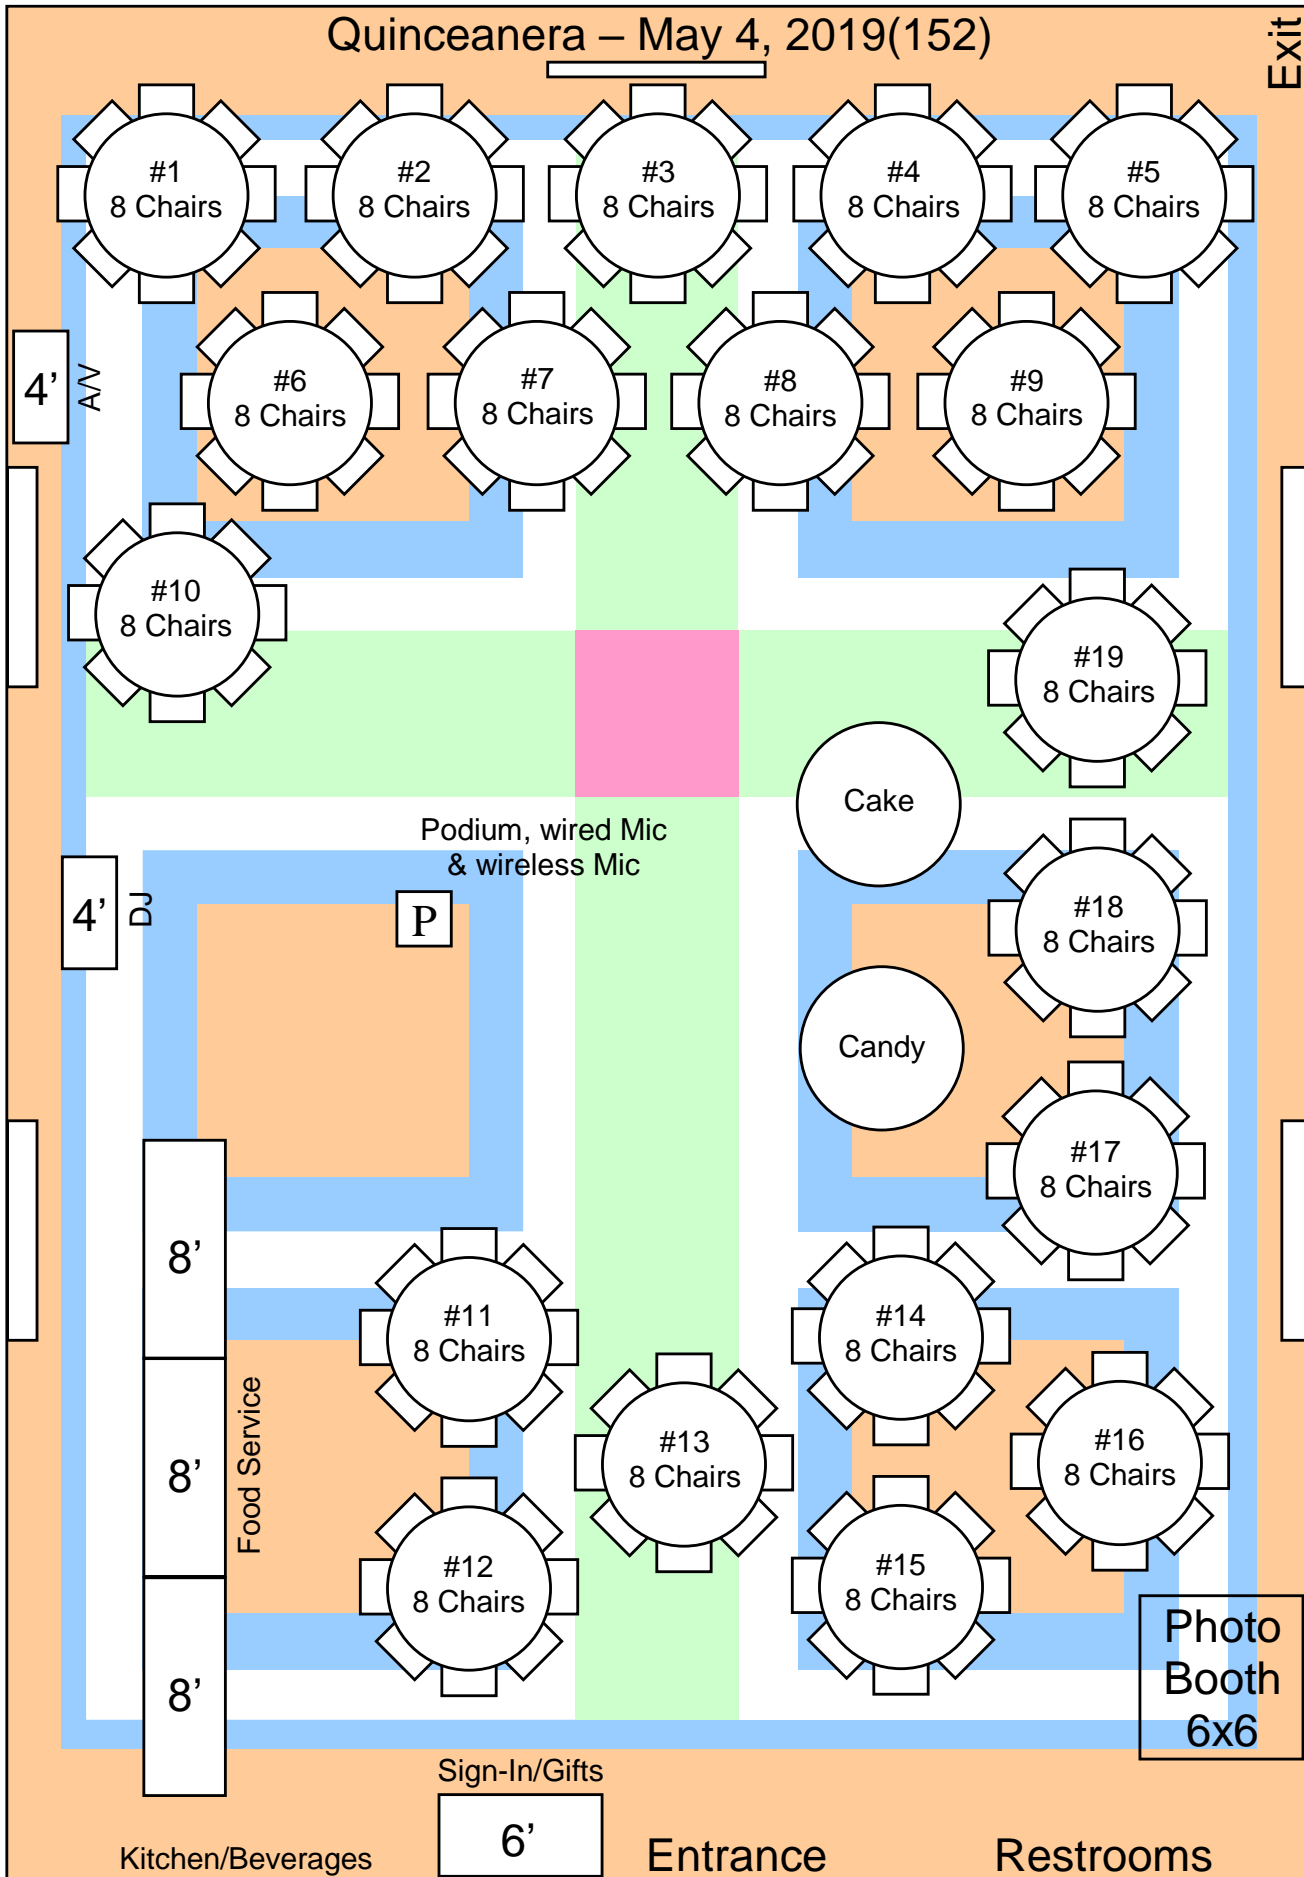 Quinceanera – May 4, 2019(152)
Exit
#1
8 Chairs
#2
8 Chairs
#3
8 Chairs
#4
8 Chairs
#5
8 Chairs
#6
8 Chairs
#7
8 Chairs
#8
8 Chairs
#9
8 Chairs
4’
A/V
#10
8 Chairs
#19
8 Chairs
Cake
Podium, wired Mic
& wireless Mic
P
4’
DJ
#18
8 Chairs
Candy
#17
8 Chairs
8’
8’
8’
Food Service
#11
8 Chairs
#14
8 Chairs
#13
8 Chairs
#16
8 Chairs
#12
8 Chairs
#15
8 Chairs
Photo
Booth
6x6
Sign-In/Gifts
6’
Kitchen/Beverages
Entrance
Restrooms